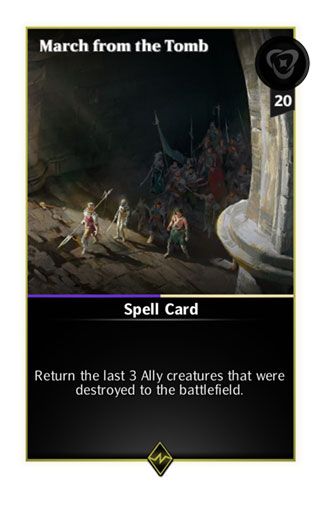 March from the Tomb
20
Spell Card
Return the last 3 Ally creatures that were
destroyed to the battlefield.